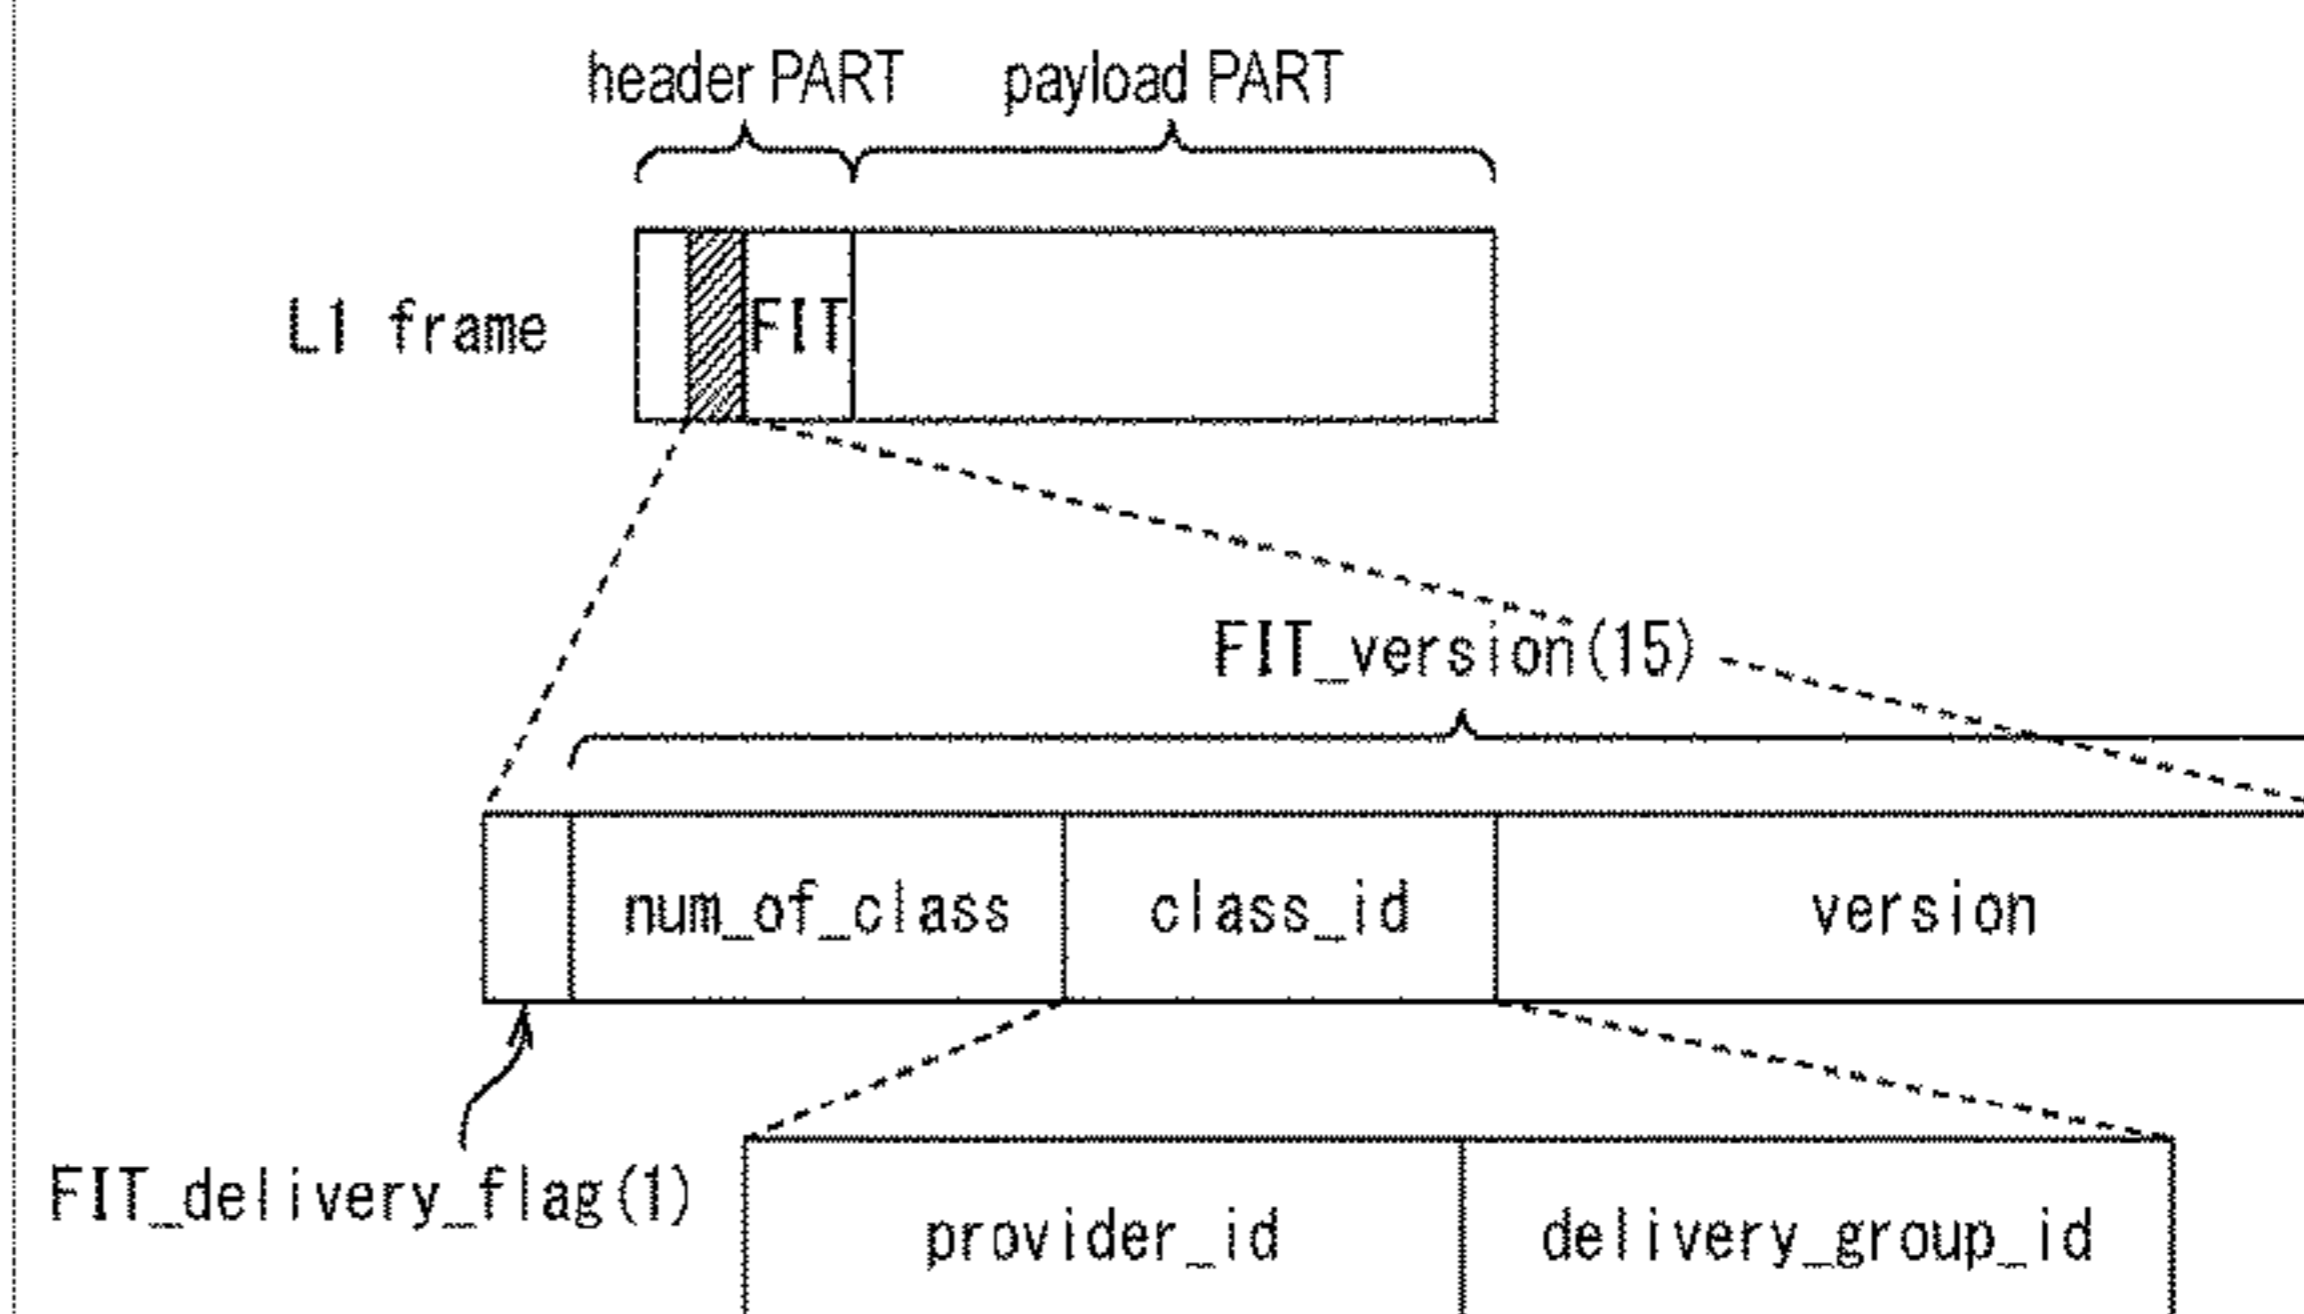 header PART payload PART
L1 frame FIT
FIT_version(15)
num_of_class class_id version
FIT_delivery_flag(1)
provider_id delivery_group_id